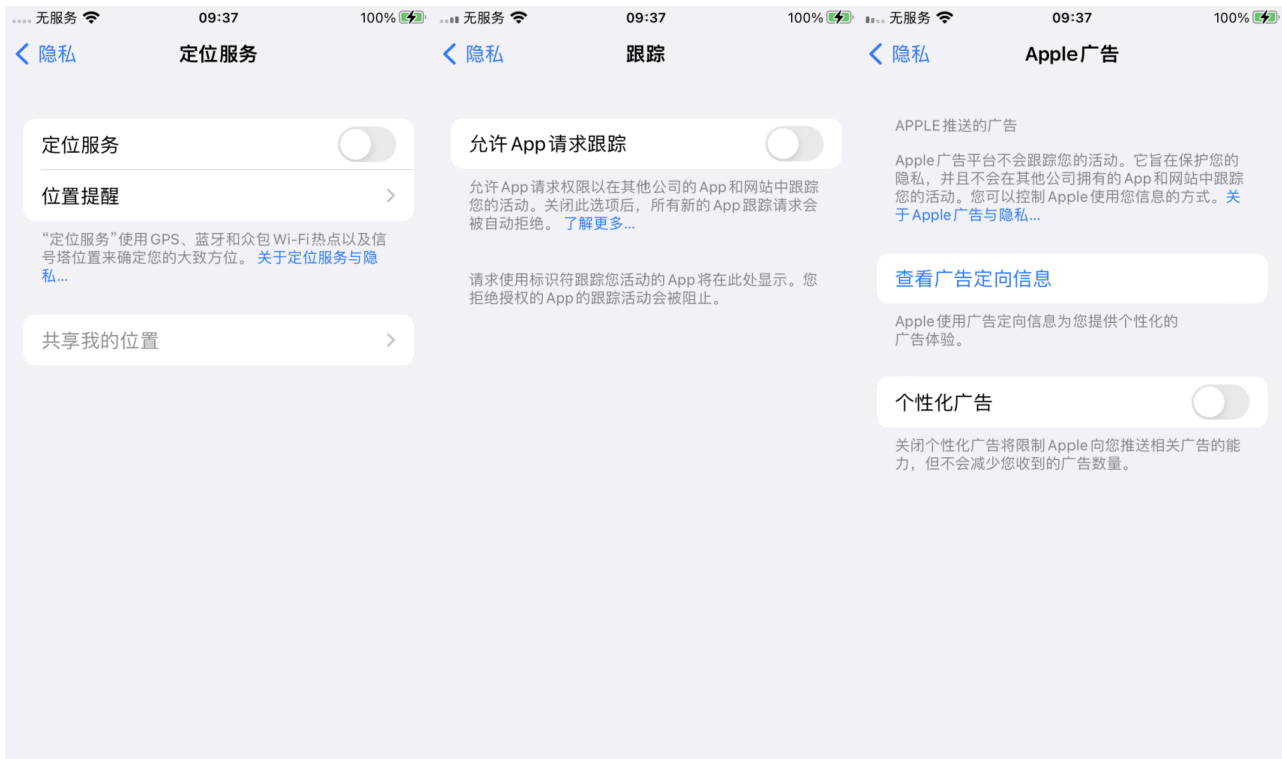 无服务 09:37 100%
隐私 定位服务
定位服务
位置提醒
“定位服务”使用GPS、蓝牙和众包Wi-Fi热点以及信
号塔位置来确定您的大致方位。 关于定位服务与隐
私...
共享我的位置
无服务 09:37 100%
隐私 跟踪
允许App请求跟踪
允许App请求权限以在其他公司的App和网站中跟踪
您的活动。关闭此选项后，所有新的App跟踪请求会
被自动拒绝。 了解更多...
请求使用标识符跟踪您活动的App将在此处显示。您
拒绝授权的App的跟踪活动会被阻止。
无服务 09:37 100%
隐私 Apple广告
APPLE推送的广告
Apple广告平台不会跟踪您的活动。它旨在保护您的
隐私，并且不会在其他公司拥有的App和网站中跟踪
您的活动。您可以控制Apple使用您信息的方式。关
于Apple广告与隐私...
查看广告定向信息
Apple使用广告定向信息为您提供个性化的
广告体验。
个性化广告
关闭个性化广告将限制Apple向您推送相关广告的能
力，但不会减少您收到的广告数量。